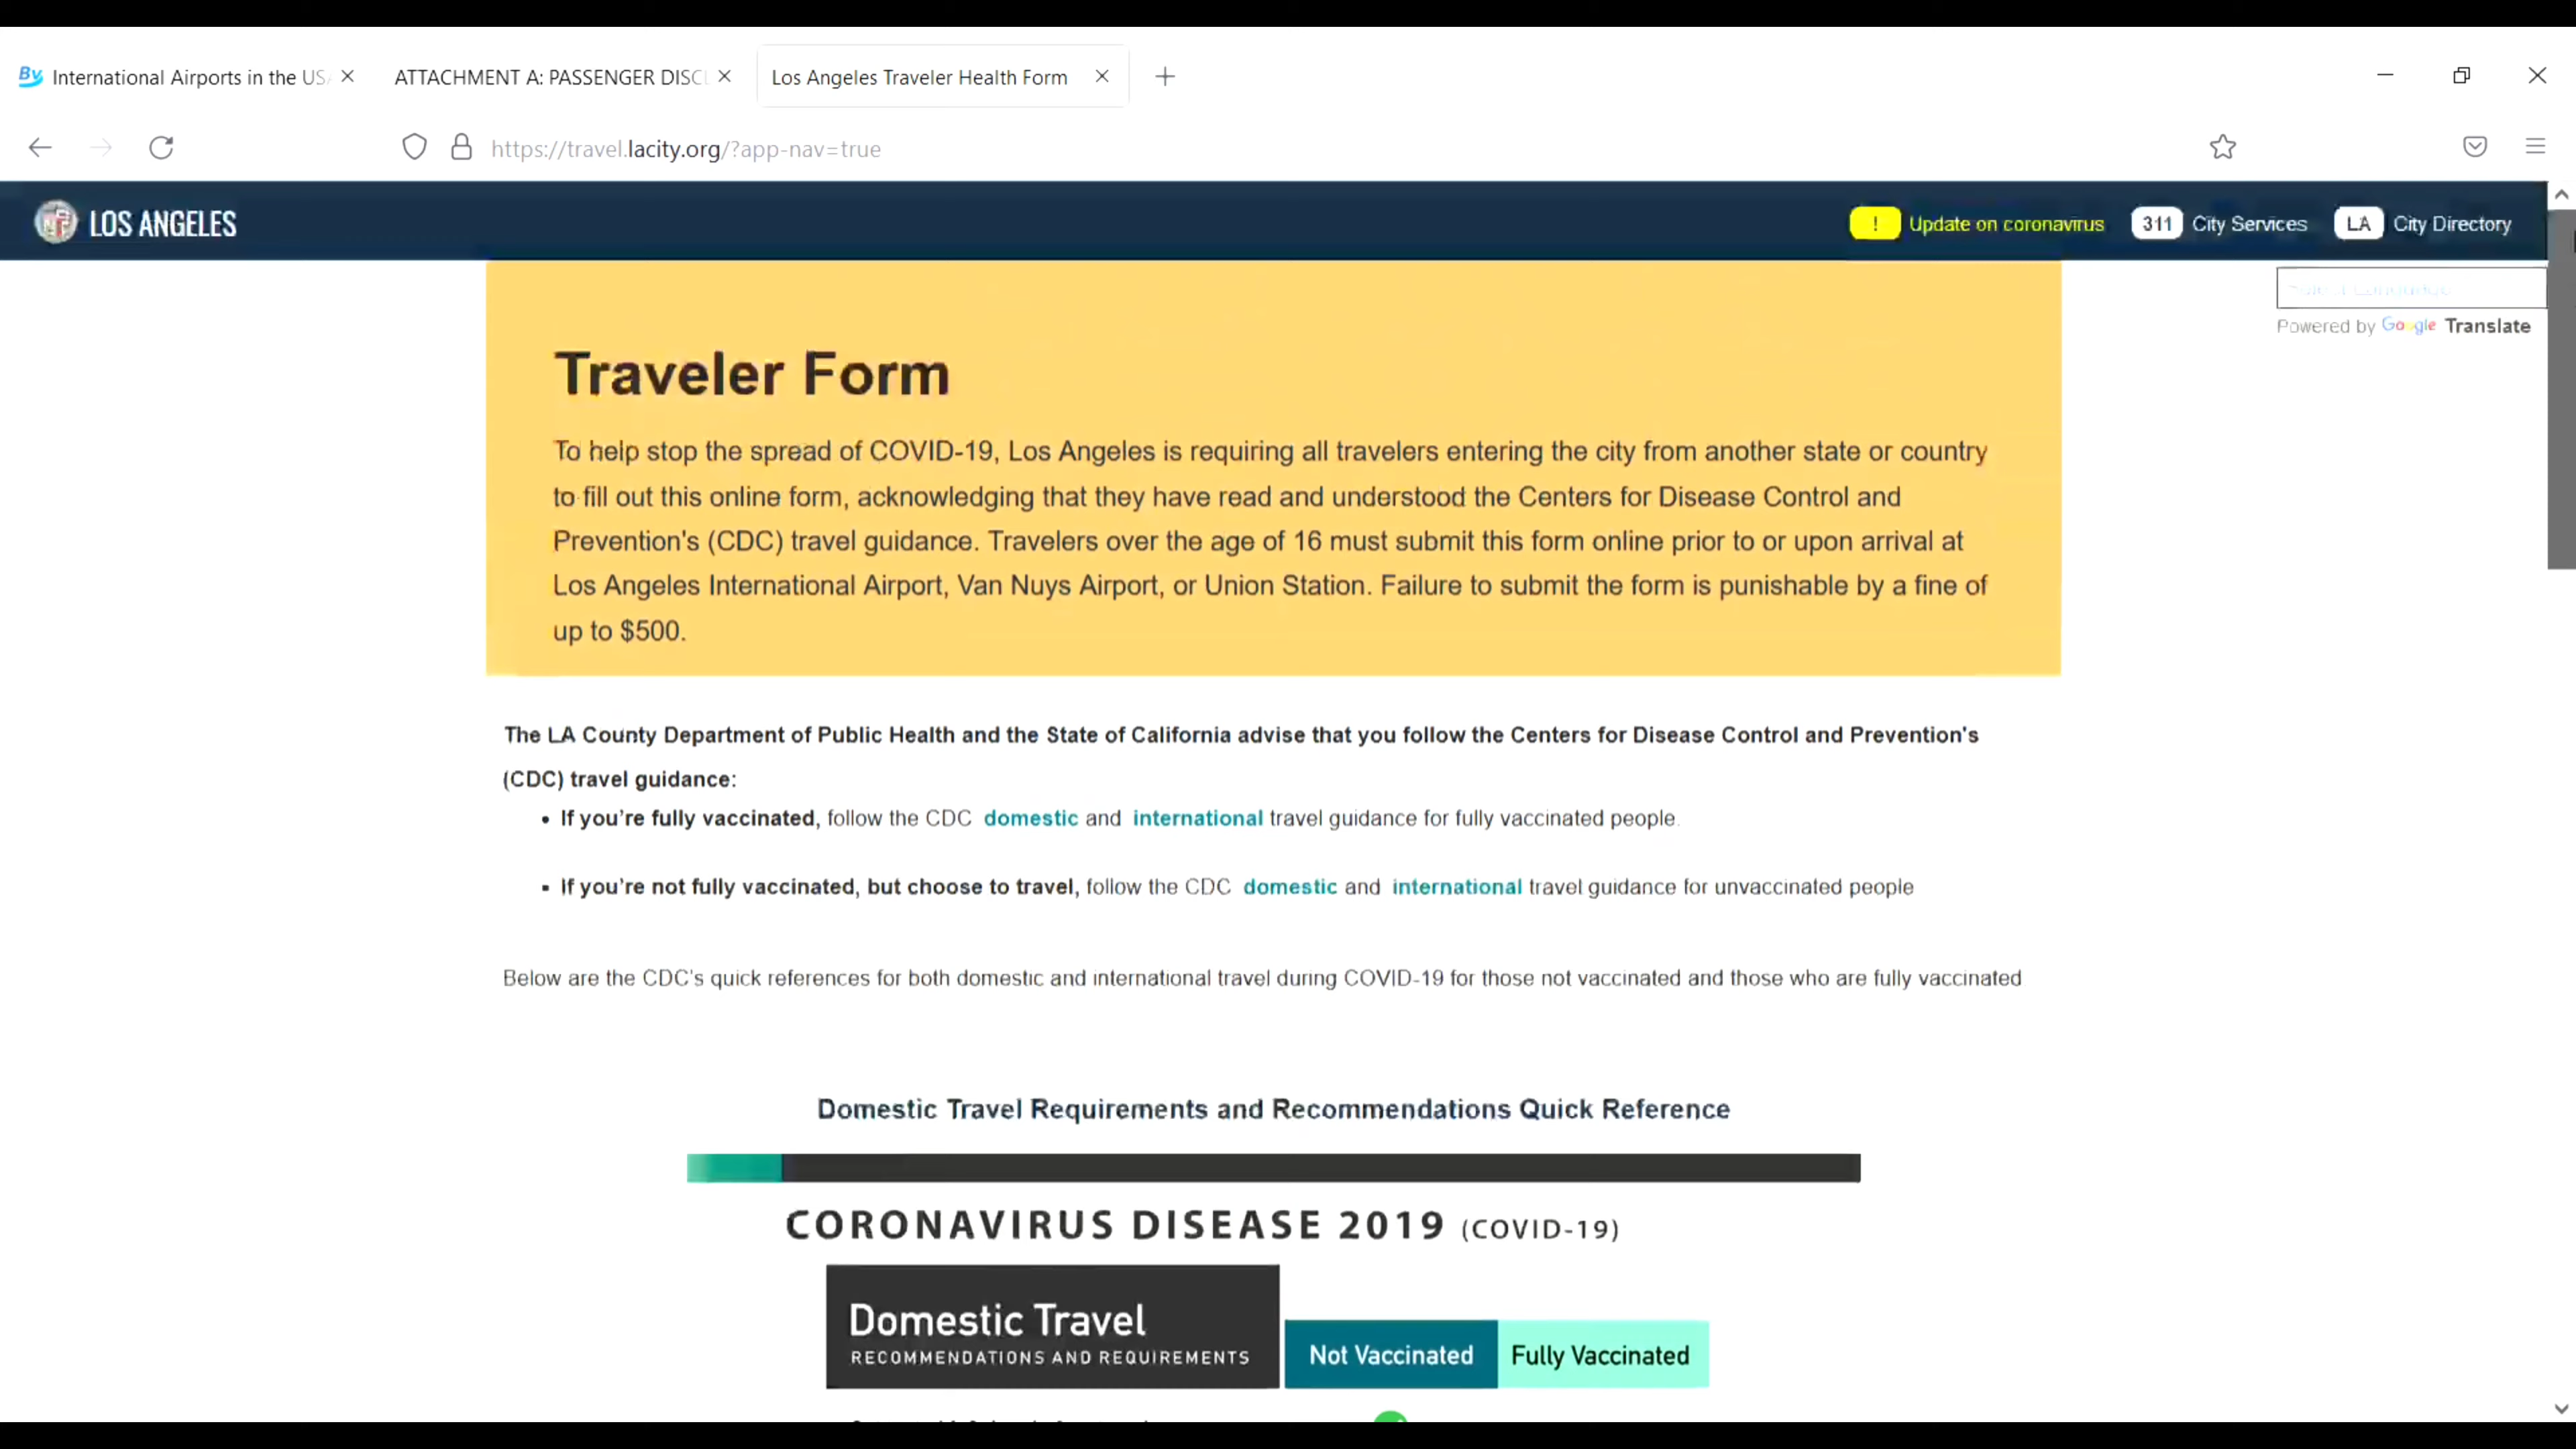 International Airports in the US
ATTACHMENT A: PASSENGER DISCL
Los Angeles Traveler Health Form
https://travel.lacity.org/?app-nav=true
LOS ANGELES
! Update on coronavirus 311 City Services LA City Directory
Powered by Google Translate
Traveler Form
To help stop the spread of COVID-19, Los Angeles is requiring all travelers entering the city from another state or country
to fill out this online form, acknowledging that they have read and understood the Centers for Disease Control and
Prevention's (CDC) travel guidance. Travelers over the age of 16 must submit this form online prior to or upon arrival at
Los Angeles International Airport, Van Nuys Airport, or Union Station. Failure to submit the form is punishable by a fine of
up to $500.
The LA County Department of Public Health and the State of California advise that you follow the Centers for Disease Control and Prevention's
(CDC) travel guidance:
If you're fully vaccinated, follow the CDC domestic and international travel guidance for fully vaccinated people.
If you're not fully vaccinated, but choose to travel, follow the CDC domestic and international travel guidance for unvaccinated people
Below are the CDC's quick references for both domestic and international travel during COVID-19 for those not vaccinated and those who are fully vaccinated
Domestic Travel Requirements and Recommendations Quick Reference
CORONAVIRUS DISEASE 2019 (COVID-19)
Domestic Travel
RECOMMENDATIONS AND REQUIREMENTS
Not Vaccinated Fully Vaccinated